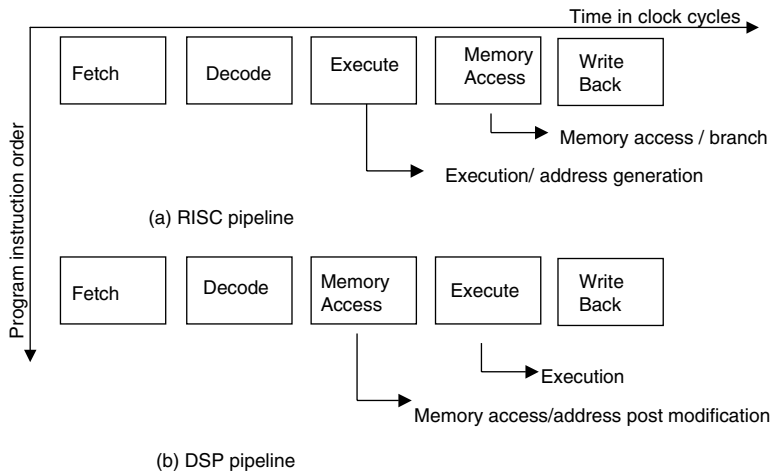 Time in clock cycles
Fetch
Decode
Execute
Memory
Access
Write
Back
Memory access / branch
Execution/ address generation
(a) RISC pipeline
Program instruction order
Fetch
Decode
Memory
Access
Execute
Write
Back
Execution
Memory access/address post modification
(b) DSP pipeline